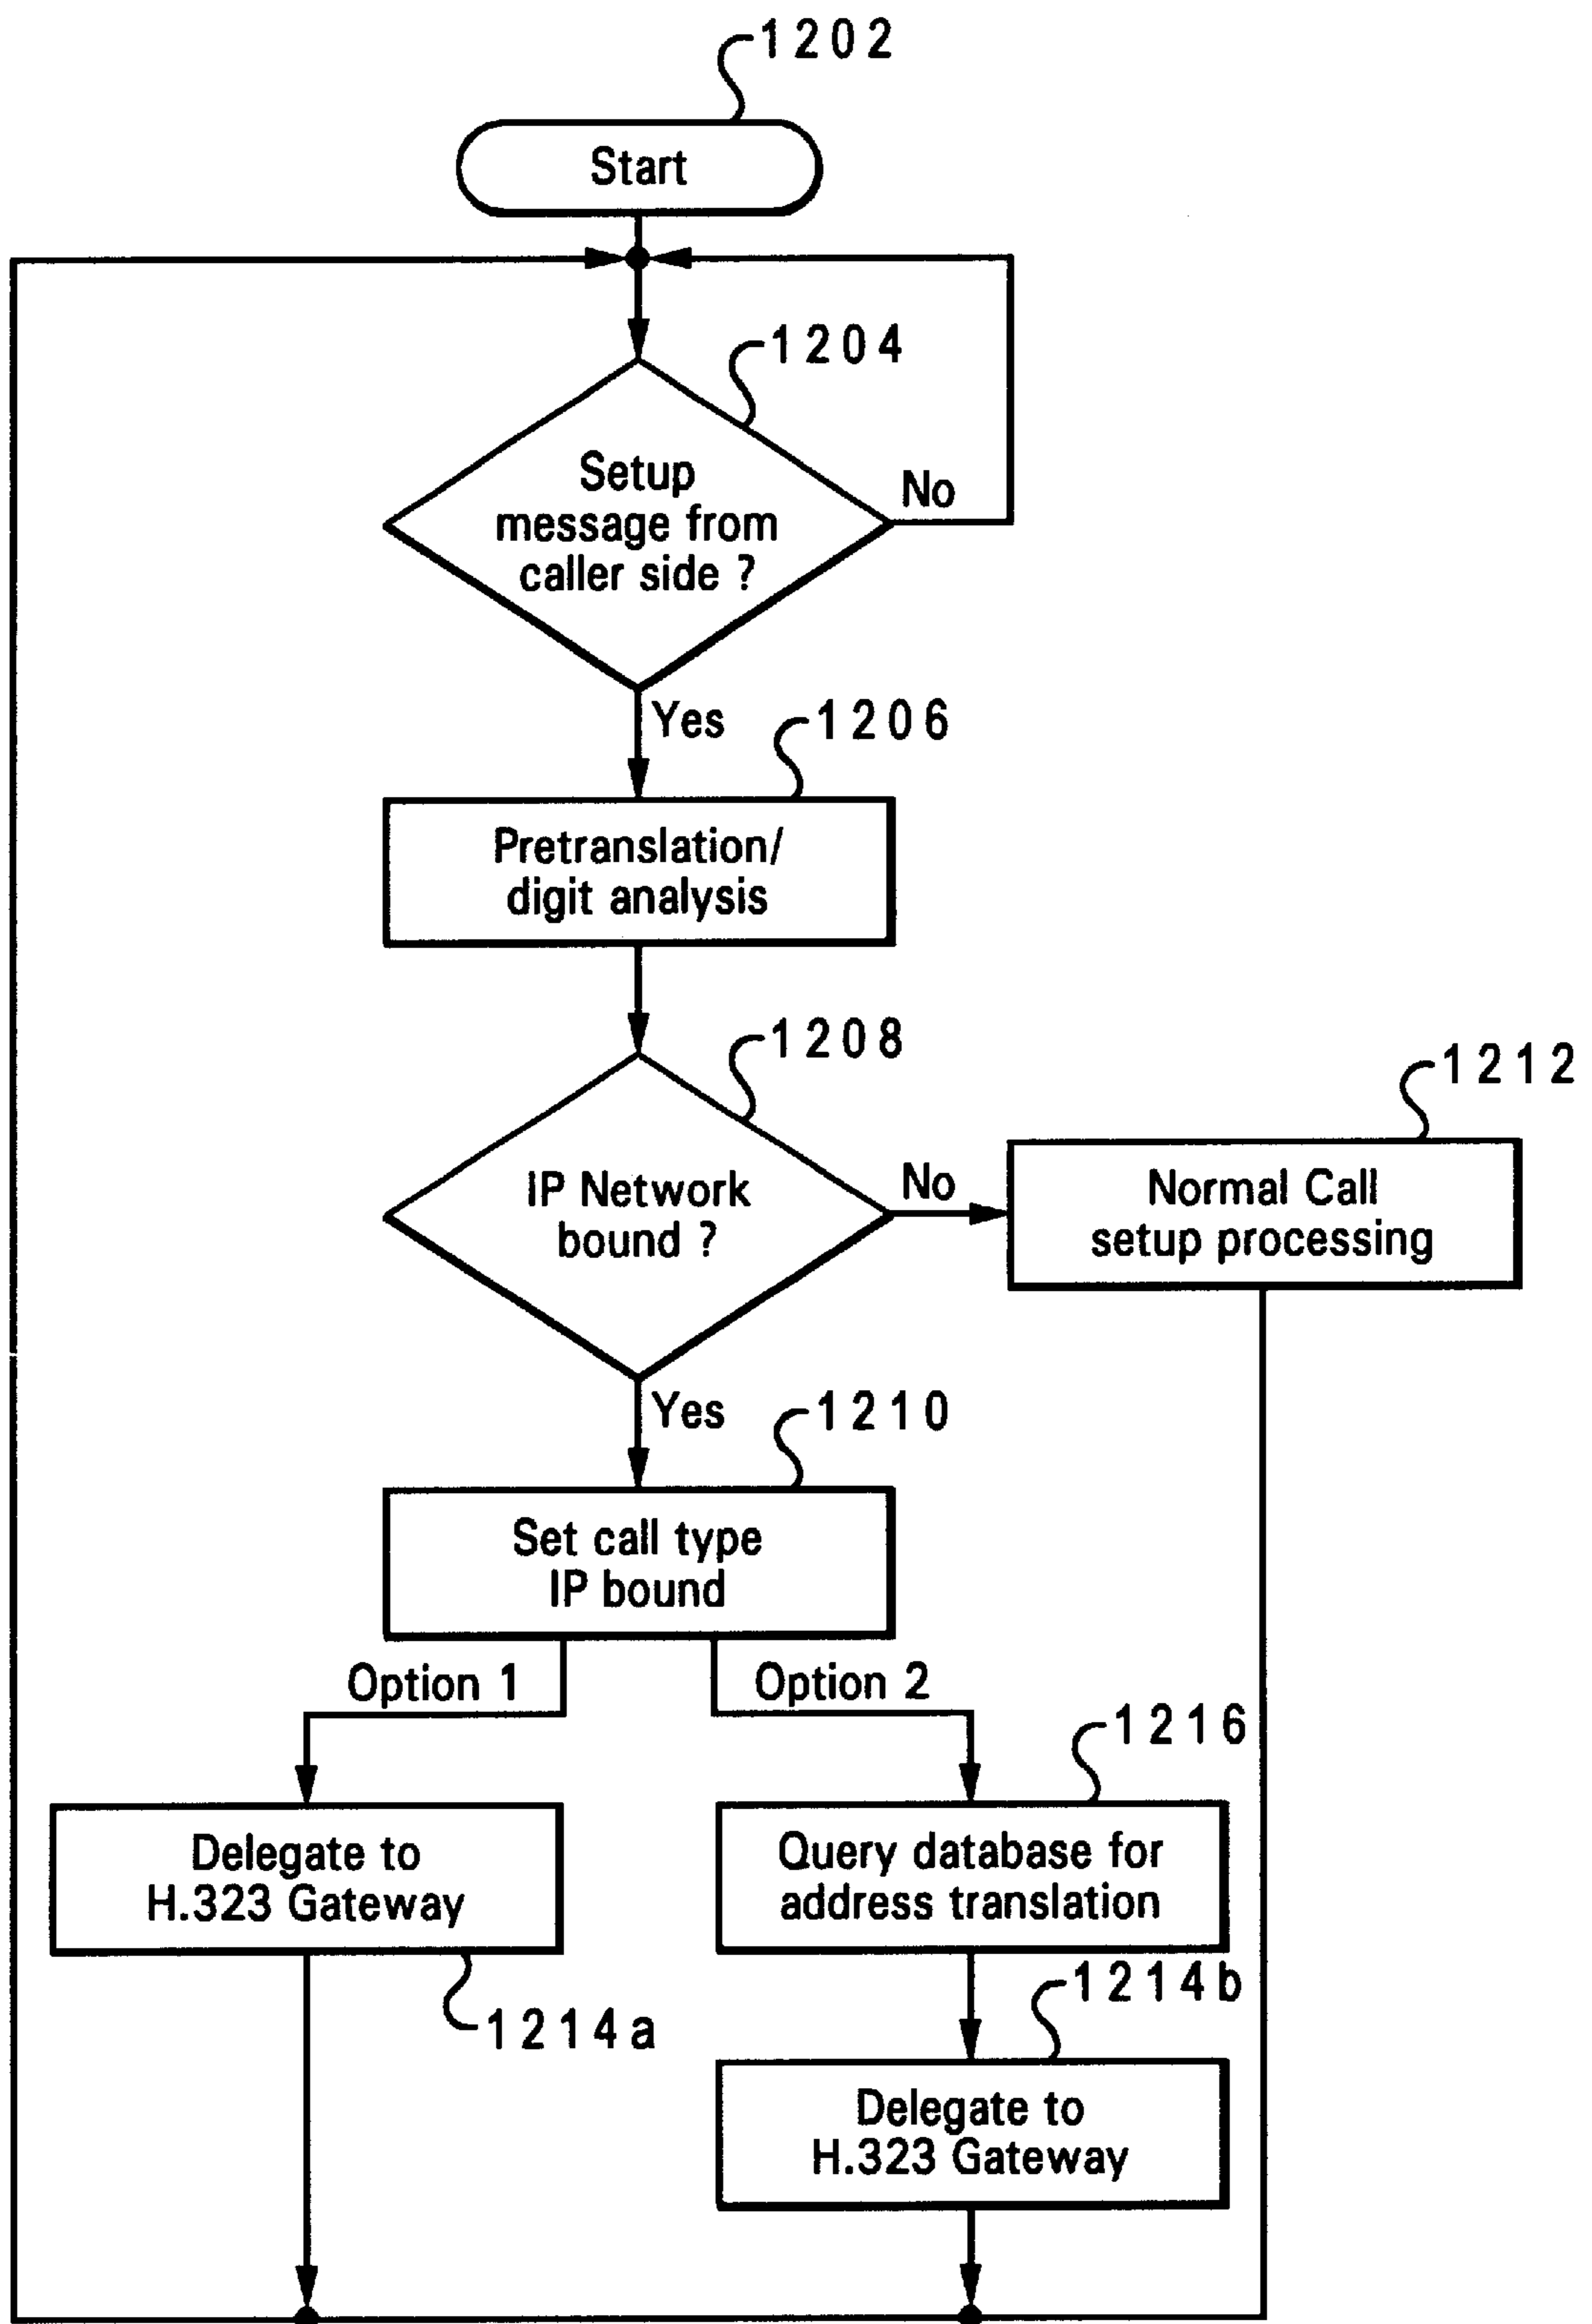 1202
Start
1204
Setup
message from
caller side ?
No
Yes
1206
Pretranslation/
digit analysis
1208
1212
IP Network
bound ?
No
Normal Call
setup processing
Yes
1210
Set call type
IP bound
Option 1
Option 2
1216
Delegate to
H.323 Gateway
Query database for
address translation
1214a
1214b
Delegate to
H.323 Gateway